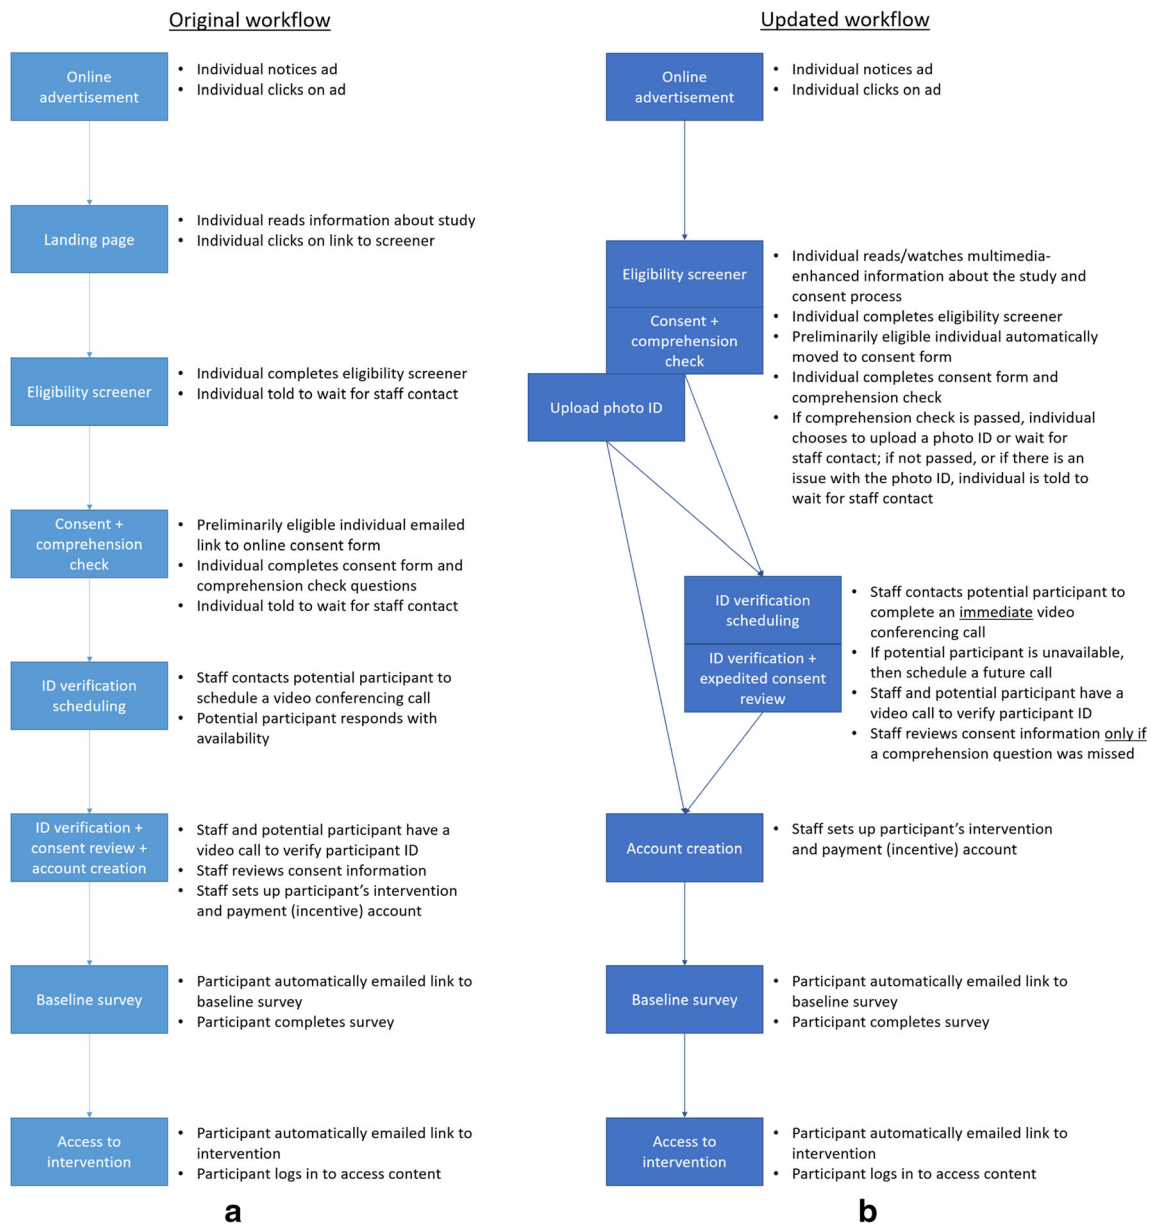 Original workflow
Online
advertisement
• Individual notices ad
• Individual clicks on ad
Landing page
• Individual reads information about study
• Individual clicks on link to screener
Eligibility screener
• Individual completes eligibility screener
• Individual told to wait for staff contact
Consent +
comprehension
check
• Preliminarily eligible individual emailed
link to online consent form
• Individual completes consent form and
comprehension check questions
• Individual told to wait for staff contact
ID verification
scheduling
• Staff contacts potential participant to
schedule a video conferencing call
• Potential participant responds with
availability
ID verification +
consent review +
account creation
• Staff and potential participant have a
video call to verify participant ID
• Staff reviews consent information
• Staff sets up participant's intervention
and payment (incentive) account
Baseline survey
• Participant automatically emailed link to
baseline survey
• Participant completes survey
Access to
intervention
• Participant automatically emailed link to
intervention
• Participant logs in to access content
a
Updated workflow
Online
advertisement
• Individual notices ad
• Individual clicks on ad
Eligibility screener
Consent +
comprehension
check
Upload photo ID
• Individual reads/watches multimedia-
enhanced information about the study and
consent process
• Individual completes eligibility screener
• Preliminarily eligible individual automatically
moved to consent form
• Individual completes consent form and
comprehension check
• If comprehension check is passed, individual
chooses to upload a photo ID or wait for
staff contact; if not passed, or if there is an
issue with the photo ID, individual is told to
wait for staff contact
ID verification
scheduling
ID verification +
expedited consent
review
• Staff contacts potential participant to
complete an immediate video
conferencing call
• If potential participant is unavailable,
then schedule a future call
• Staff and potential participant have a
video call to verify participant ID
• Staff reviews consent information only if
a comprehension question was missed
Account creation
• Staff sets up participant's intervention
and payment (incentive) account
Baseline survey
• Participant automatically emailed link to
baseline survey
• Participant completes survey
Access to
intervention
• Participant automatically emailed link to
intervention
• Participant logs in to access content
b